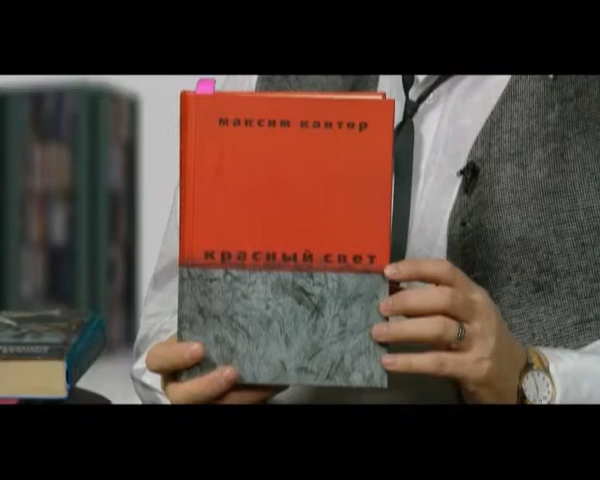 максим кантор
красный свет